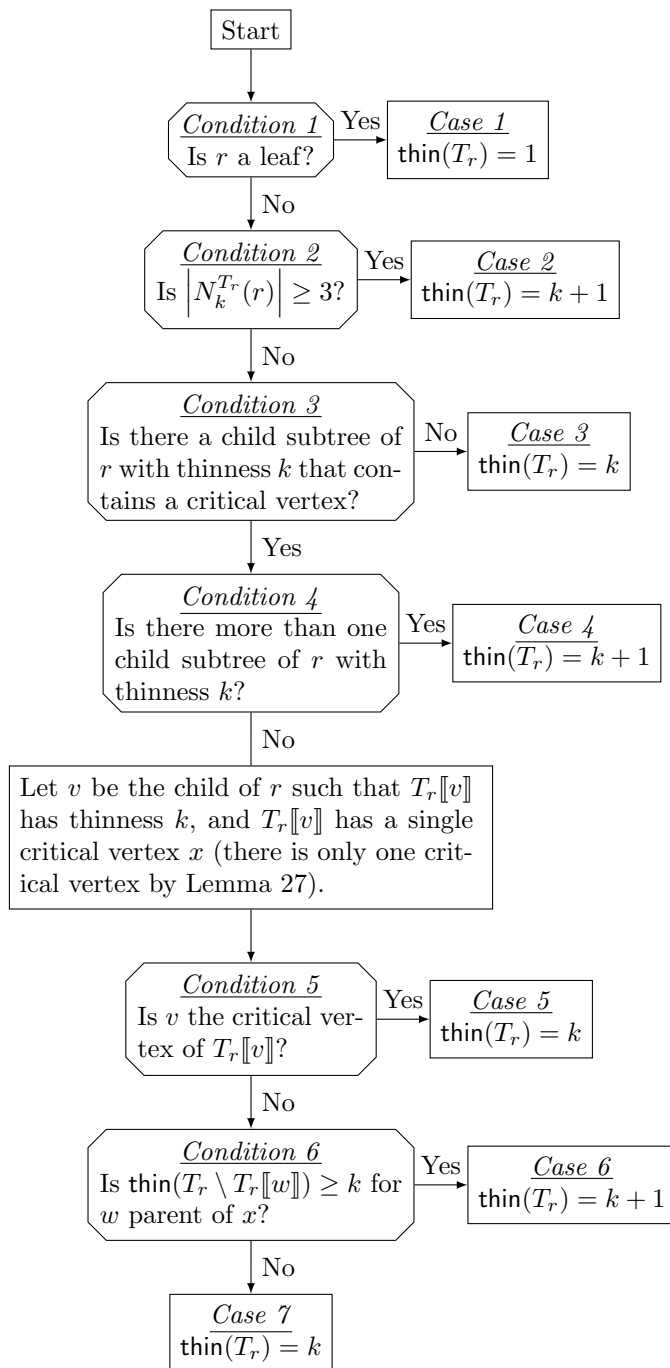 Start
Condition 1
Is r a leaf?
Yes
Case 1
thin(T_r) = 1
No
Condition 2
Is |N_k^{T_r}(r)| ≥ 3?
Yes
Case 2
thin(T_r) = k + 1
No
Condition 3
Is there a child subtree of
r with thinness k that con-
tains a critical vertex?
No
Case 3
thin(T_r) = k
Yes
Condition 4
Is there more than one
child subtree of r with
thinness k?
Yes
Case 4
thin(T_r) = k + 1
No
Let v be the child of r such that T_r⟦v⟧
has thinness k, and T_r⟦v⟧ has a single
critical vertex x (there is only one crit-
ical vertex by Lemma 27).
Condition 5
Is v the critical ver-
tex of T_r⟦v⟧?
Yes
Case 5
thin(T_r) = k
No
Condition 6
Is thin(T_r \ T_r⟦w⟧) ≥ k for
w parent of x?
Yes
Case 6
thin(T_r) = k + 1
No
Case 7
thin(T_r) = k